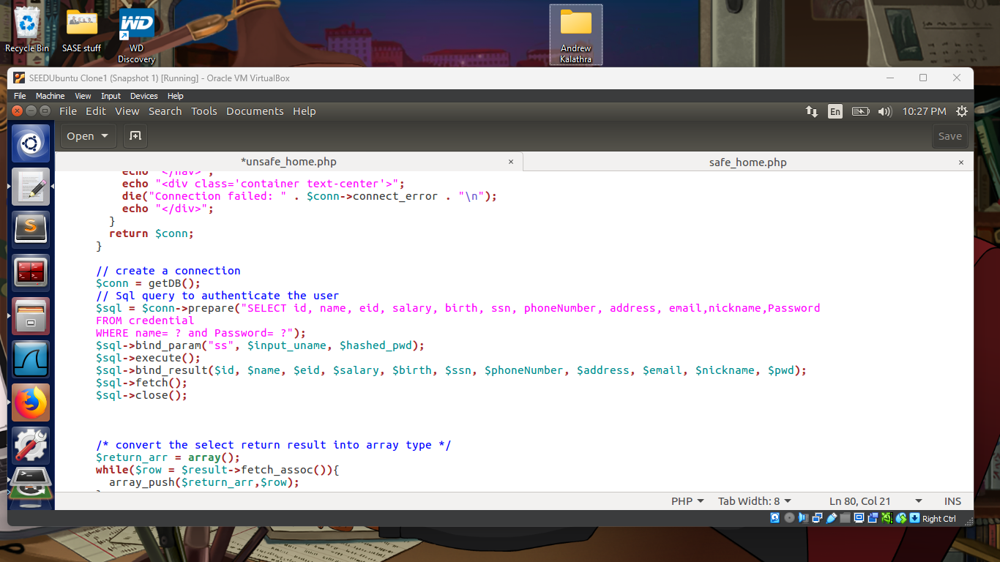 Recycle Bin
SASE stuff
WD
WD
Discovery
Andrew
Kalathra
SEEDUbuntu Clone1 (Snapshot 1) [Running] - Oracle VM VirtualBox
File Machine View Input Devices Help
File Edit View Search Tools Documents Help
En
10:27 PM
Open
Save
*unsafe_home.php ×
safe_home.php ×
echo "</nav>";
echo "<div class='container text-center'>";
die("Connection failed: " . $conn->connect_error . "\n");
echo "</div>";
}
return $conn;
}
// create a connection
$conn = getDB();
// Sql query to authenticate the user
$sql = $conn->prepare("SELECT id, name, eid, salary, birth, ssn, phoneNumber, address, email,nickname,Password
FROM credential
WHERE name= ? and Password= ?");
$sql->bind_param("ss", $input_uname, $hashed_pwd);
$sql->execute();
$sql->bind_result($id, $name, $eid, $salary, $birth, $ssn, $phoneNumber, $address, $email, $nickname, $pwd);
$sql->fetch();
$sql->close();
/* convert the select return result into array type */
$return_arr = array();
while($row = $result->fetch_assoc()){
array_push($return_arr,$row);
PHP
Tab Width: 8
Ln 80, Col 21
INS
Right Ctrl